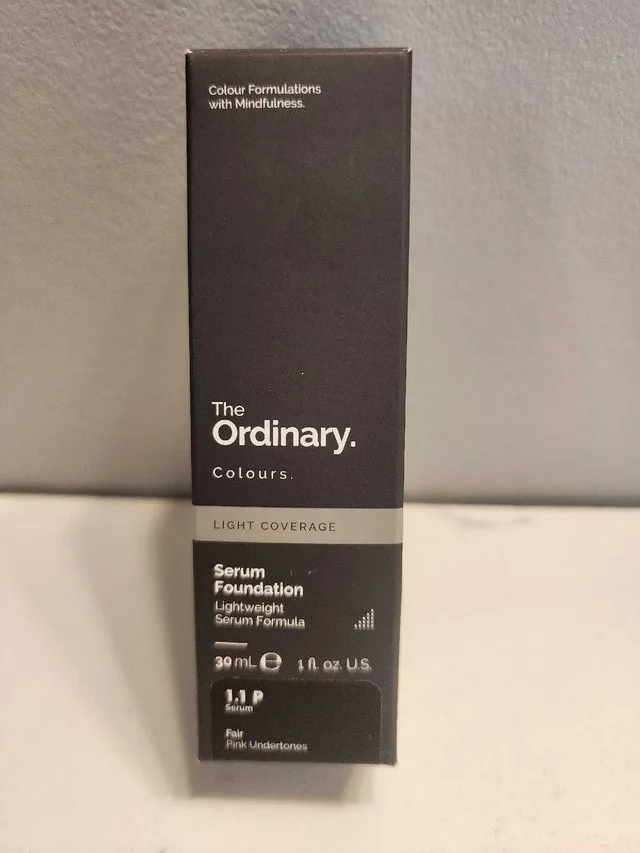 Colour Formulations
with Mindfulness.
The
Ordinary.
Colours.
LIGHT COVERAGE
Serum
Foundation
Lightweight
Serum Formula
30 mL ℮ 1 fl. oz. U.S.
1.1 P
Serum
Fair
Pink Undertones